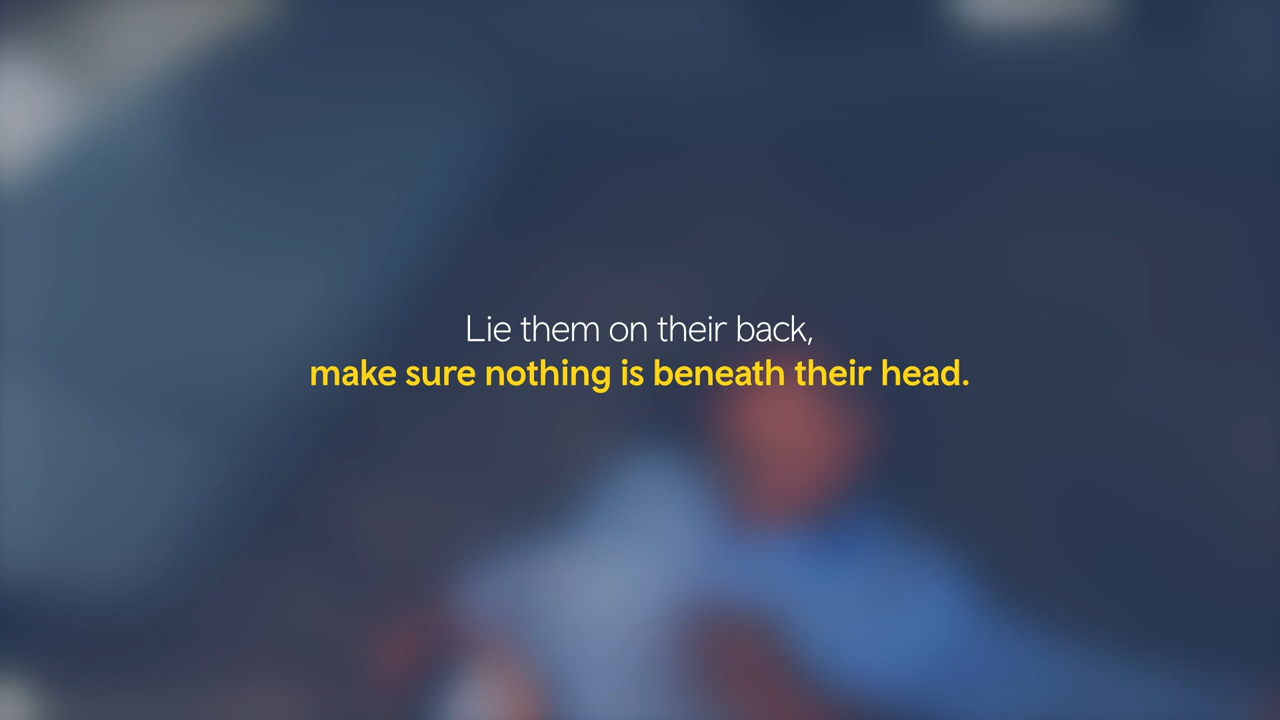 Lie them on their back,
make sure nothing is beneath their head.